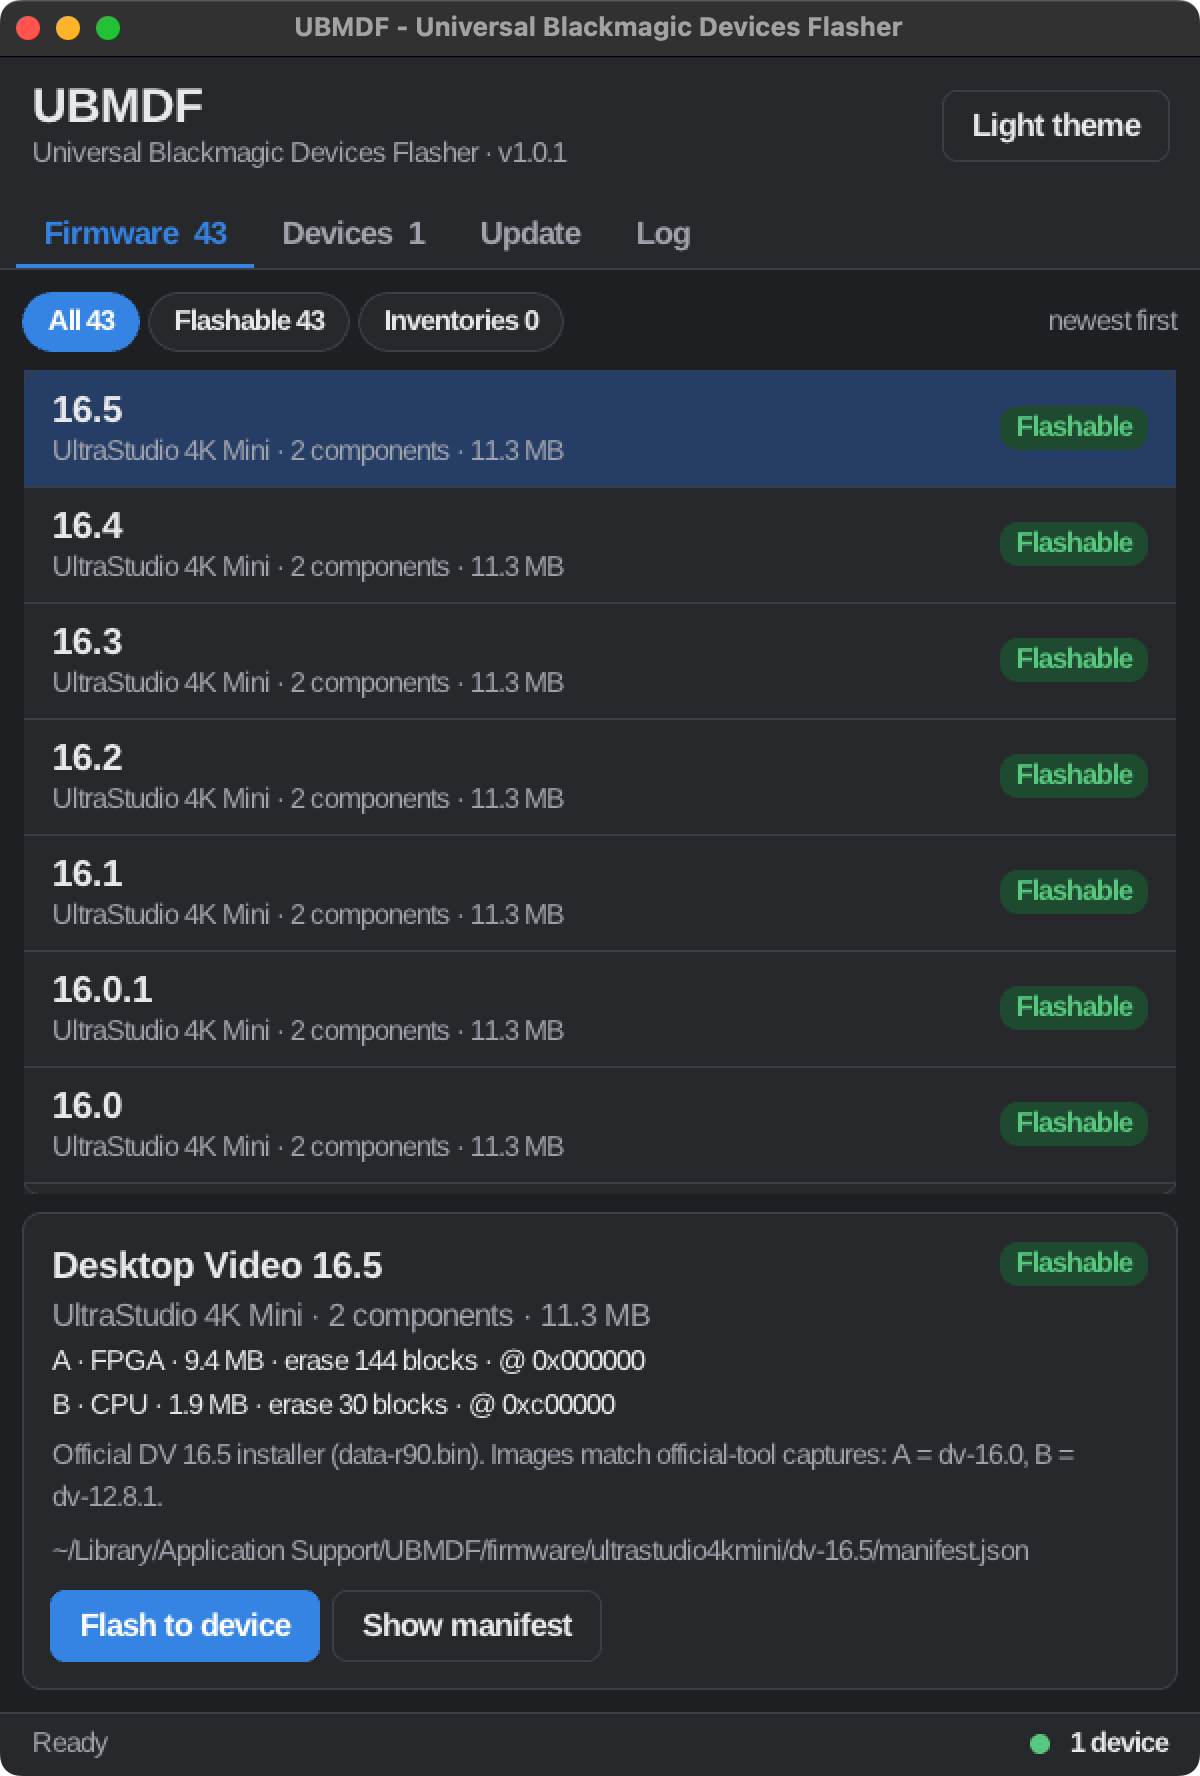 UBMDF - Universal Blackmagic Devices Flasher
UBMDF
Universal Blackmagic Devices Flasher · v1.0.1
Light theme
Firmware 43 Devices 1 Update Log
All 43 Flashable 43 Inventories 0 newest first
16.5
UltraStudio 4K Mini · 2 components · 11.3 MB
Flashable
16.4
UltraStudio 4K Mini · 2 components · 11.3 MB
Flashable
16.3
UltraStudio 4K Mini · 2 components · 11.3 MB
Flashable
16.2
UltraStudio 4K Mini · 2 components · 11.3 MB
Flashable
16.1
UltraStudio 4K Mini · 2 components · 11.3 MB
Flashable
16.0.1
UltraStudio 4K Mini · 2 components · 11.3 MB
Flashable
16.0
UltraStudio 4K Mini · 2 components · 11.3 MB
Flashable
Desktop Video 16.5
Flashable
UltraStudio 4K Mini · 2 components · 11.3 MB
A · FPGA · 9.4 MB · erase 144 blocks · @ 0x000000
B · CPU · 1.9 MB · erase 30 blocks · @ 0xc00000
Official DV 16.5 installer (data-r90.bin). Images match official-tool captures: A = dv-16.0, B =
dv-12.8.1.
~/Library/Application Support/UBMDF/firmware/ultrastudio4kmini/dv-16.5/manifest.json
Flash to device Show manifest
Ready 1 device